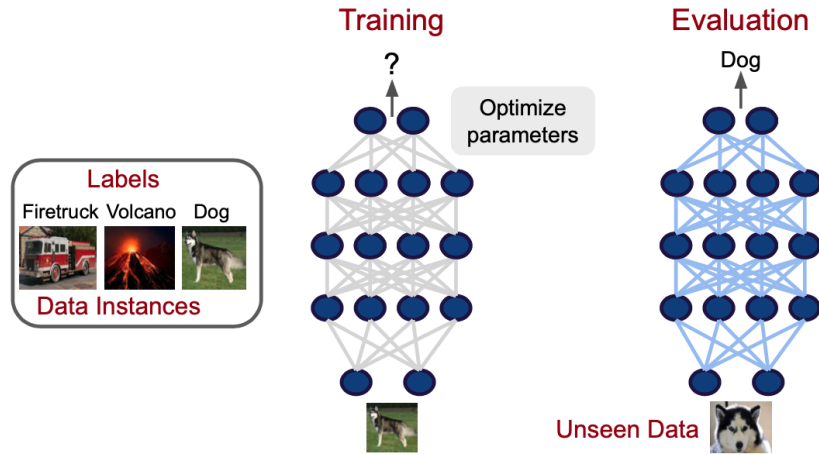 Training
Evaluation
?
Dog
Optimize
parameters
Labels
Firetruck Volcano Dog
Data Instances
Unseen Data